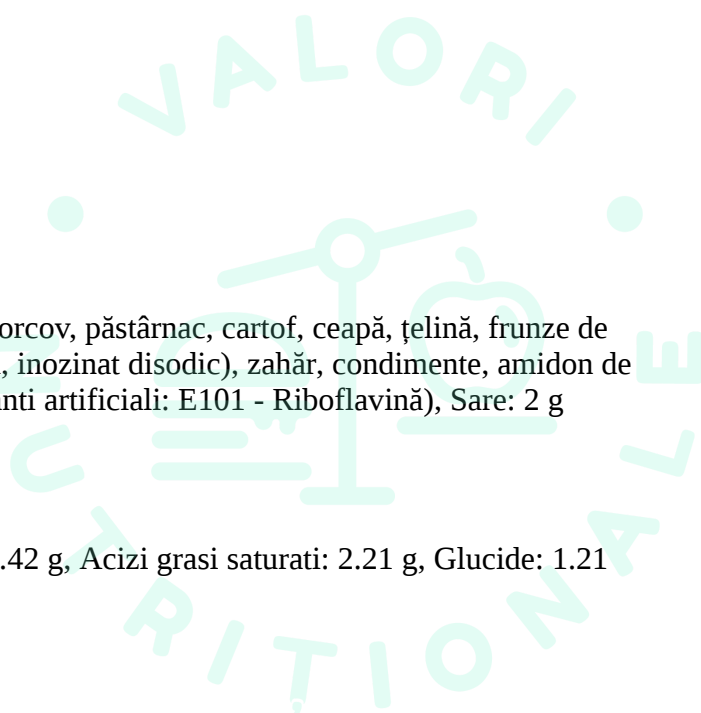 VALORI
orcov, păstârnac, cartof, ceapă, țelină, frunze de
, inozinat disodic), zahăr, condimente, amidon de
nti artificiali: E101 - Riboflavină), Sare: 2 g
.42 g, Acizi grasi saturati: 2.21 g, Glucide: 1.21
NUTRITIONALE